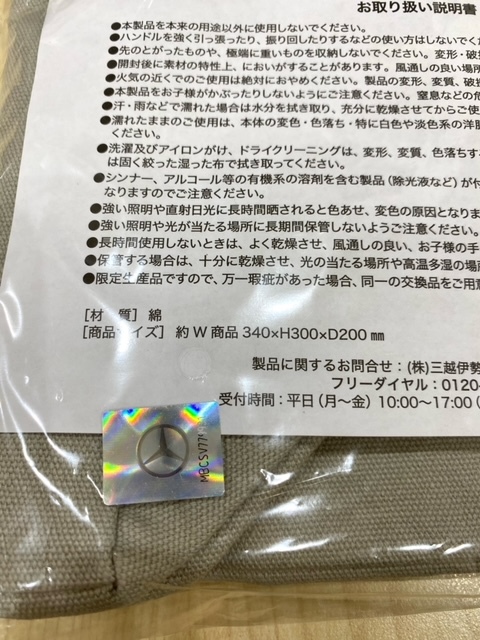 お取り扱い説明書
●本製品を本来の用途以外に使用しないでください。
●ハンドルを強く引っ張ったり、振り回したりするなどの使い方はしないでくだ
●先のとがったものや、極端に重いものを収納しないでください。変形・破損
●開封後に素材の特性上、においがすることがあります。風通しの良い場所
●火気の近くでのご使用は絶対におやめください。製品の変形、変質、破損
●本製品をお子様がかぶったりしないようにご注意ください。窒息などの危
●汗・雨などで濡れた場合は水分を拭き取り、充分に乾燥させてからご使
●濡れたままのご使用は、本体の変色・色落ち・特に白色や淡色系の洋服
ください。
●洗濯及びアイロンがけ、ドライクリーニングは、変形、変質、色落ちす
は固く絞った湿った布で拭き取ってください。
●シンナー、アルコール等の有機系の溶剤を含む製品（除光液など）が付
なりますのでご注意ください。
●強い照明や直射日光に長時間晒されると色あせ、変色の原因となりま
●強い照明や光が当たる場所に長期間保管しないようご注意ください。
●長時間使用しないときは、よく乾燥させ、風通しの良い、お子様の手
●保管する場合は、十分に乾燥させ、光の当たる場所や高温多湿の場
●限定生産品ですので、万一瑕疵があった場合、同一の交換品をご用意
［材 質］綿
［商品サイズ］ 約 W 商品 340×H300×D200 ㎜
製品に関するお問合せ：(株)三越伊勢
フリーダイヤル：0120-
受付時間：平日（月〜金）10:00〜17:00（
MBCSV77